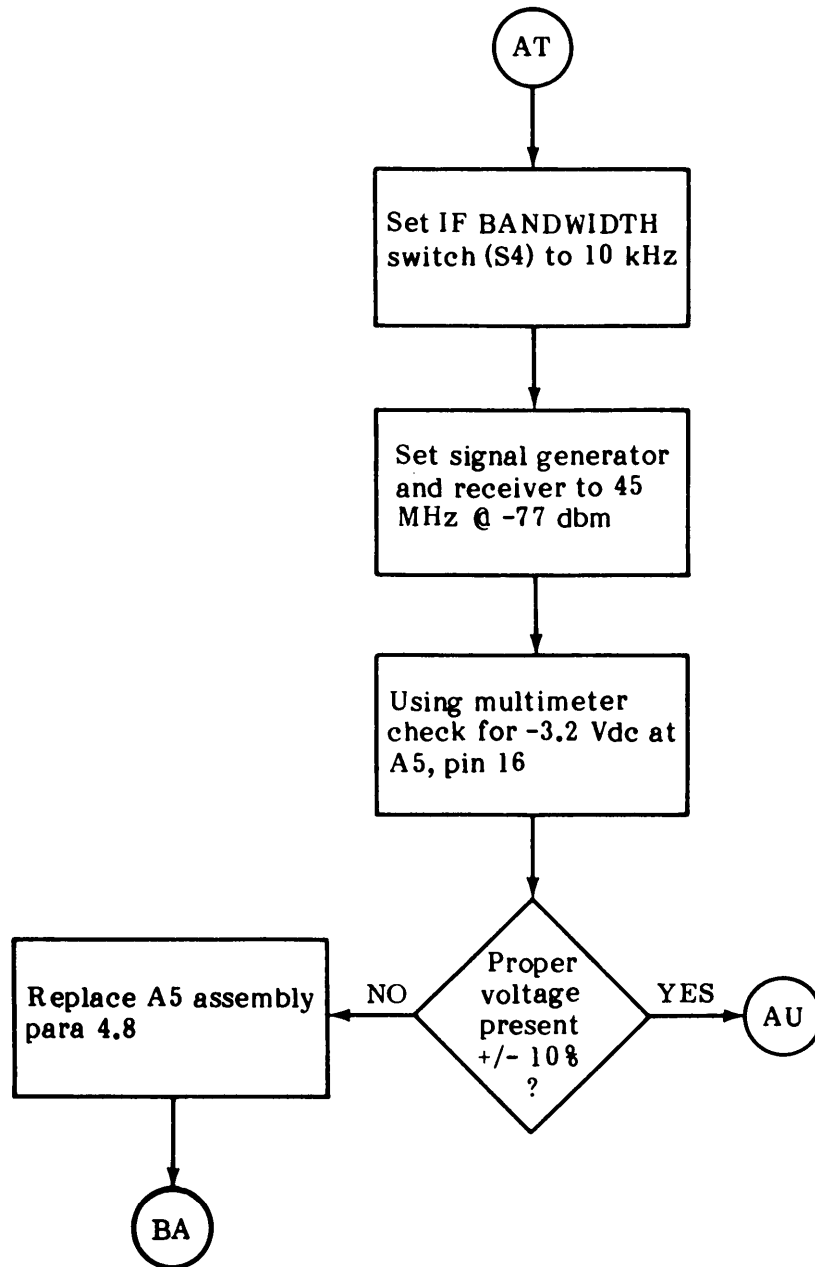 AT
Set IF BANDWIDTH
switch (S4) to 10 kHz
Set signal generator
and receiver to 45
MHz @ -77 dbm
Using multimeter
check for -3.2 Vdc at
A5, pin 16
Proper
voltage
present
+/- 10%
?
NO
YES
Replace A5 assembly
para 4.8
AU
BA